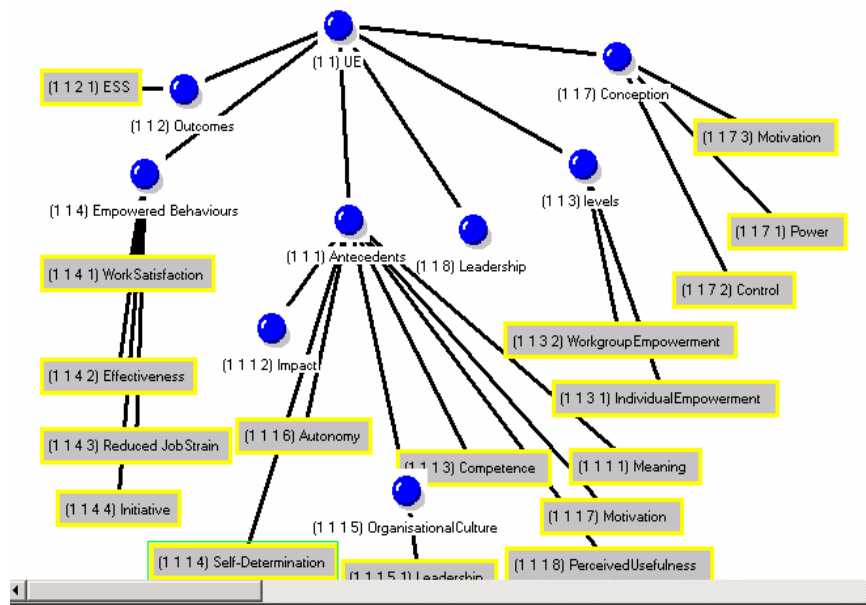 (1 1) UE
(1 1 2 1) ESS
(1 1 7) Conception
(1 1 2) Outcomes
(1 1 7 3) Motivation
(1 1 4) Empowered Behaviours
(1 1 3) levels
(1 1 7 1) Power
(1 1 1) Antecedents
(1 1 8) Leadership
(1 1 4 1) WorkSatisfaction
(1 1 7 2) Control
(1 1 3 2) WorkgroupEmpowerment
(1 1 1 2) Impact
(1 1 4 2) Effectiveness
(1 1 3 1) IndividualEmpowerment
(1 1 1 6) Autonomy
(1 1 4 3) Reduced JobStrain
(1 1 1 3) Competence
(1 1 1 1) Meaning
(1 1 4 4) Initiative
(1 1 1 7) Motivation
(1 1 1 5) OrganisationalCulture
(1 1 1 4) Self-Determination
(1 1 1 8) PerceivedUsefulness
(1 1 1 5 1) Leadership